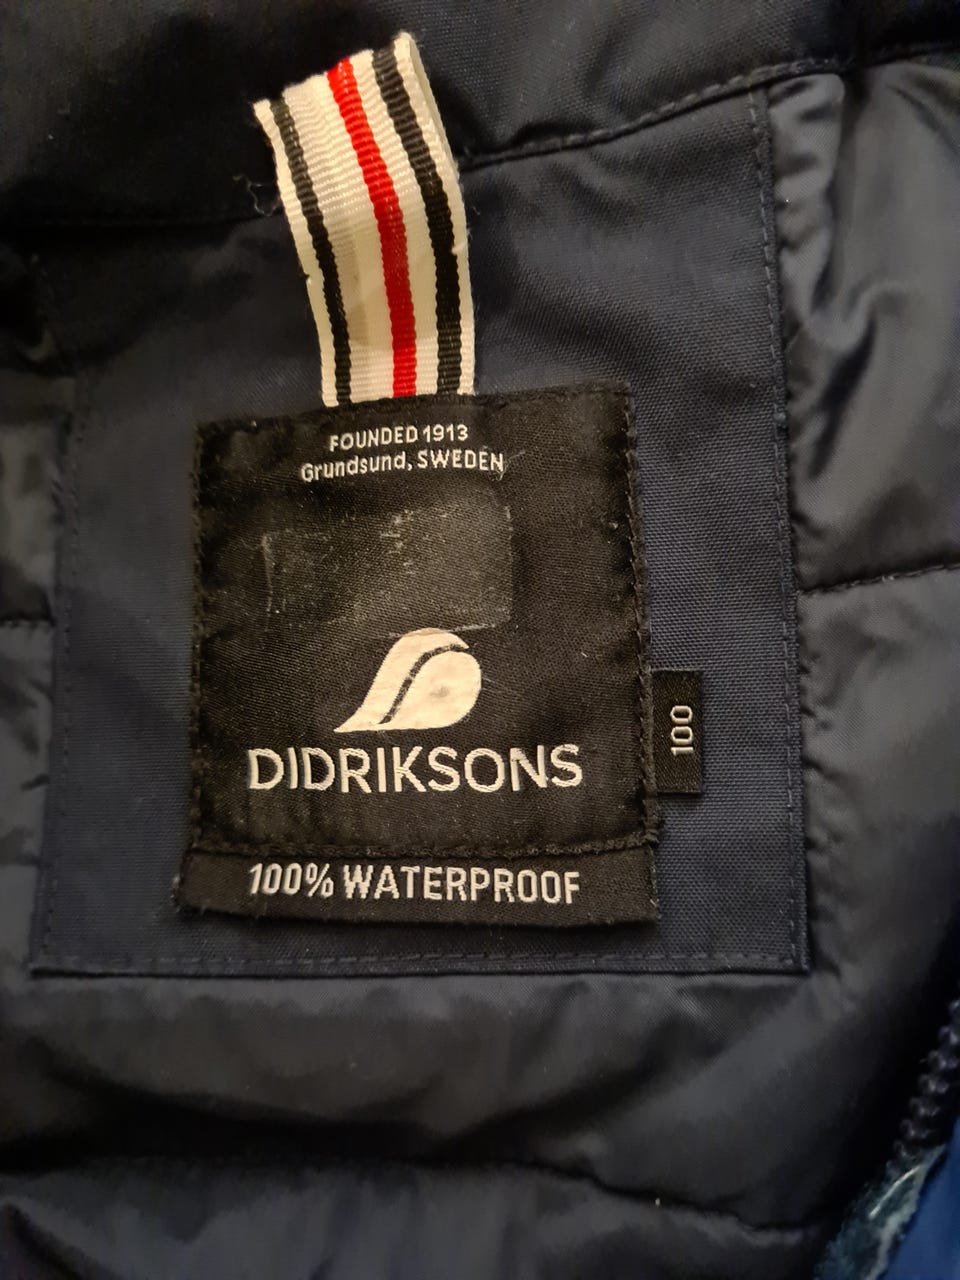 FOUNDED 1913
Grundsund, SWEDEN
DIDRIKSONS
100% WATERPROOF
100